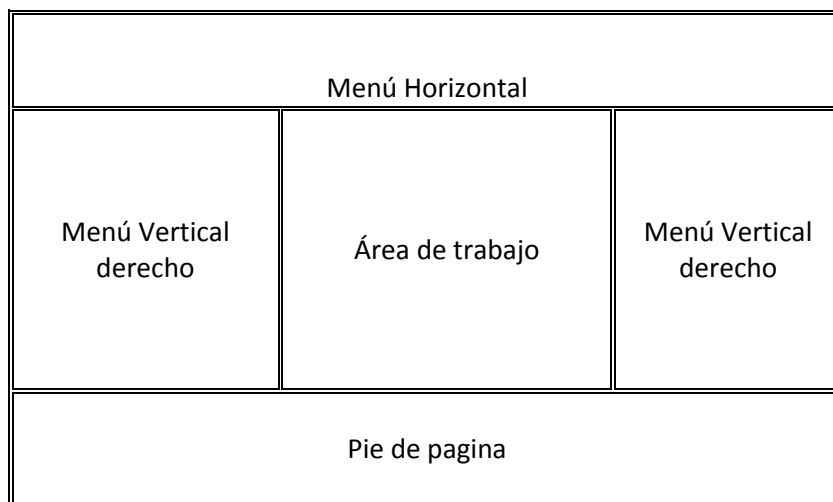 Menú Horizontal
Menú Vertical
derecho
Área de trabajo
Menú Vertical
derecho
Pie de pagina